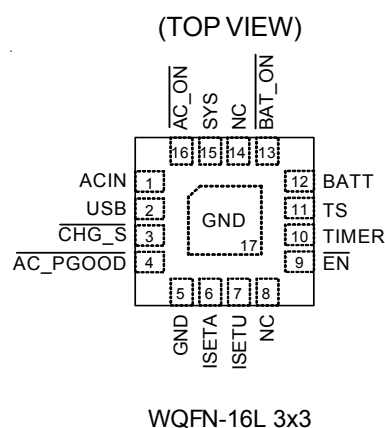 (TOP VIEW)
AC_ON
SYS
NC
BAT_ON
16 15 14 13
ACIN 1
USB 2
CHG_S 3
AC_PGOOD 4
GND
17
12 BATT
11 TS
10 TIMER
9 EN
5 6 7 8
GND
ISETA
ISETU
NC
WQFN-16L 3x3